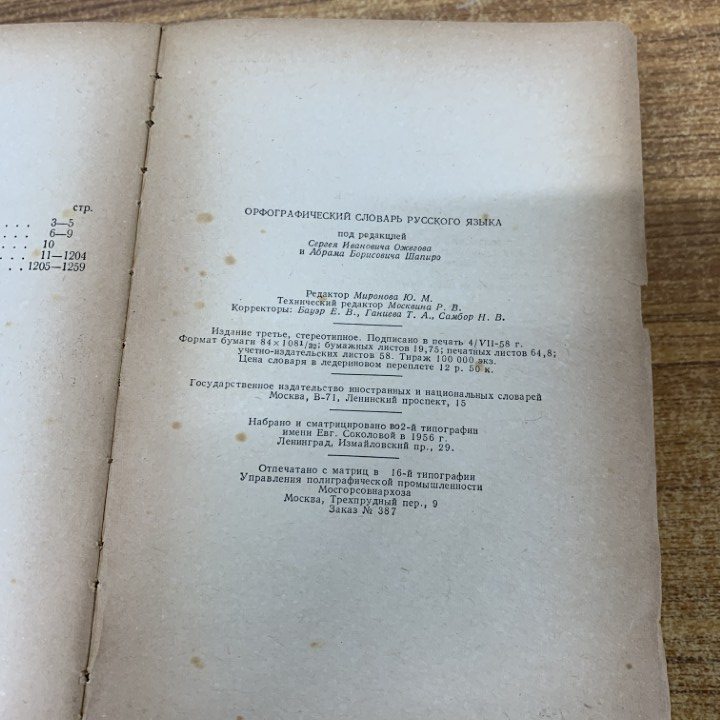 стр.
. . . . 3—5
. . . . 6—9
. . . 10
. . . 11—1204
. . 1205—1259
ОРФОГРАФИЧЕСКИЙ СЛОВАРЬ РУССКОГО ЯЗЫКА
под редакцией
Сергея Ивановича Ожегова
и Абрама Борисовича Шапиро
Редактор Миронова Ю. М.
Технический редактор Москвина Р. В.
Корректоры: Бауэр Е. В., Ганиева Т. А., Самбор Н. В.
Издание третье, стереотипное. Подписано в печать 4/VII-58 г.
Формат бумаги 84×108 1/32; бумажных листов 19,75; печатных листов 64,8;
учетно-издательских листов 58. Тираж 100 000 экз.
Цена словаря в ледериновом переплете 12 р. 50 к.
Государственное издательство иностранных и национальных словарей
Москва, В-71, Ленинский проспект, 15
Набрано и сматрицировано во2-й типографии
имени Евг. Соколовой в 1956 г.
Ленинград, Измайловский пр., 29.
Отпечатано с матриц в 16-й типографии
Управления полиграфической промышленности
Мосгорсовнархоза
Москва, Трехпрудный пер., 9
Заказ № 387